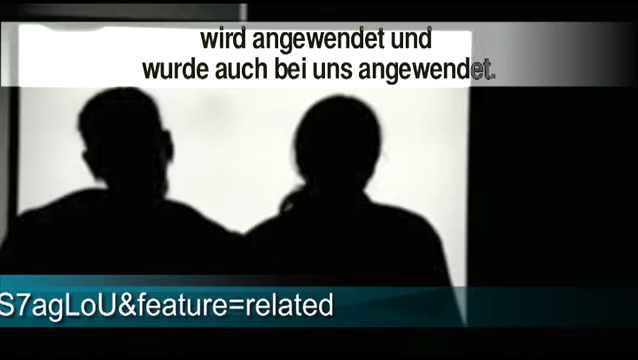 wird angewendet und
wurde auch bei uns angewendet.
S7agLoU&feature=related